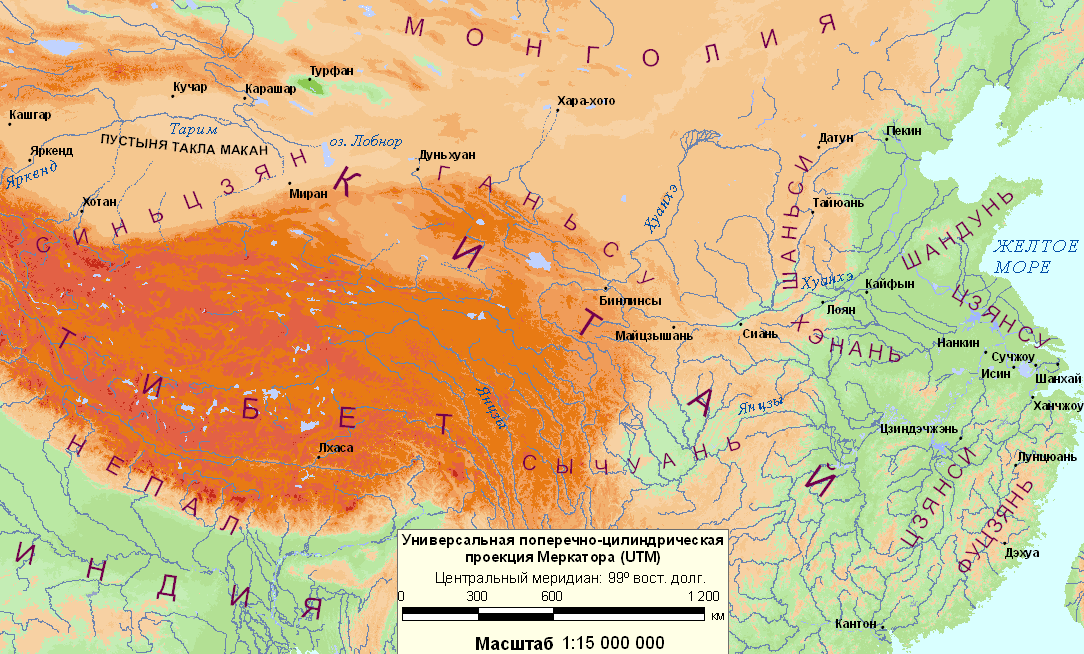 МОНГОЛИЯ
Турфан
Кучар
Карашар
Хара-хото
Кашгар
Тарим
ПУСТЫНЯ ТАКЛА МАКАН
оз. Лобнор
Датун
Пекин
Яркенд
Яркенд
Дуньхуан
Миран
Хотан
СИНЬЦЗЯН
ГАНЬСУ
КИТАЙ
Хуанхэ
ШАНЬСИ
Тайюань
ШАНДУНЬ
ЖЕЛТОЕ
МОРЕ
Хуанхэ
Кайфын
Бинлинсы
Лоян
ЦЗЯНСУ
Майцзышань
Сиань
ХЭНАНЬ
Нанкин
Сучжоу
Исин
Шанхай
Ханчжоу
ТИБЕТ
Янцзы
Янцзы
Цзиндэчжэнь
Лхаса
СЫЧУАНЬ
Лунцюань
НЕПАЛ
ЦЗЯНСИ
ФУЦЗЯНЬ
Дэхуа
ИНДИЯ
Кантон
Универсальная поперечно-цилиндрическая
проекция Меркатора (UTM)
Центральный меридиан: 99º вост. долг.
0 300 600 1 200
км
Масштаб 1:15 000 000